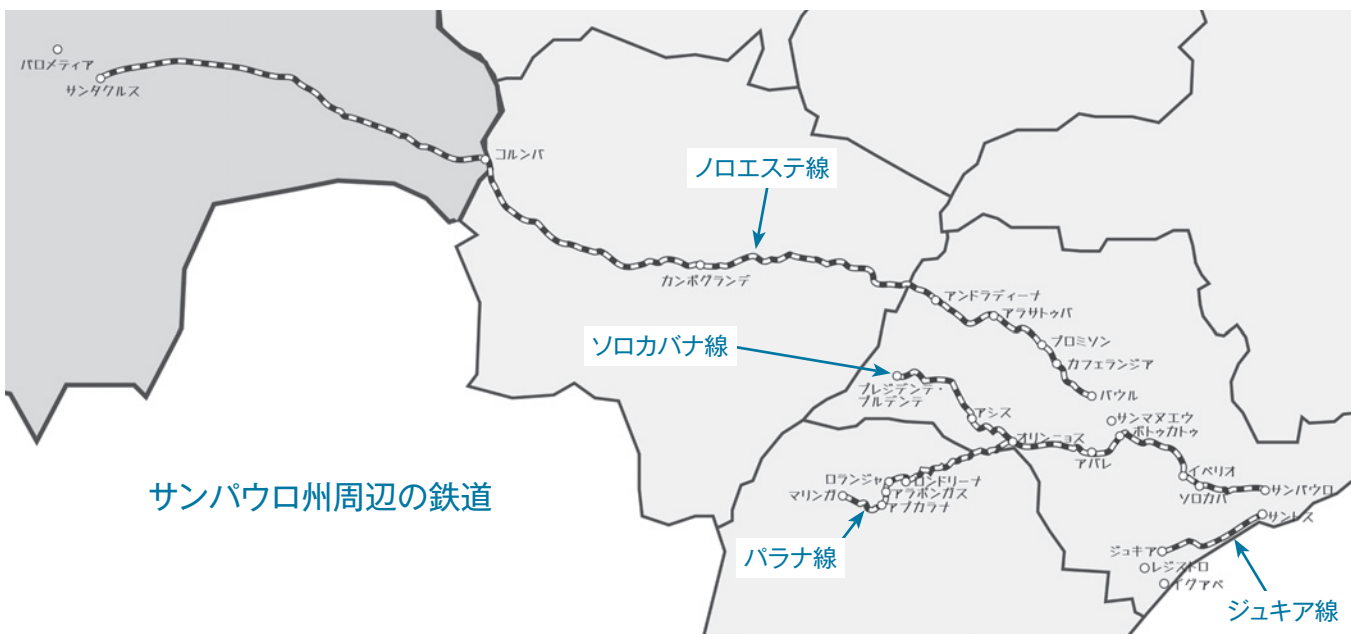 パロメティア
サンタクルス
コルンバ
ノロエステ線
カンポグランデ
アンドラディーナ
アラサトゥバ
プロミソン
カフェランジア
バウル
ソロカバナ線
プレジデンテ・
プルデンテ
アシス
サンマヌエウ
ボトゥカトゥ
オリンニョス
アバレ
イペリオ
ソロカバ
サンパウロ
サントス
ロランジャ
ロンドリーナ
マリンガ
アラポンガス
アプカラナ
サンパウロ州周辺の鉄道
パラナ線
ジュキア
レジストロ
イグアペ
ジュキア線